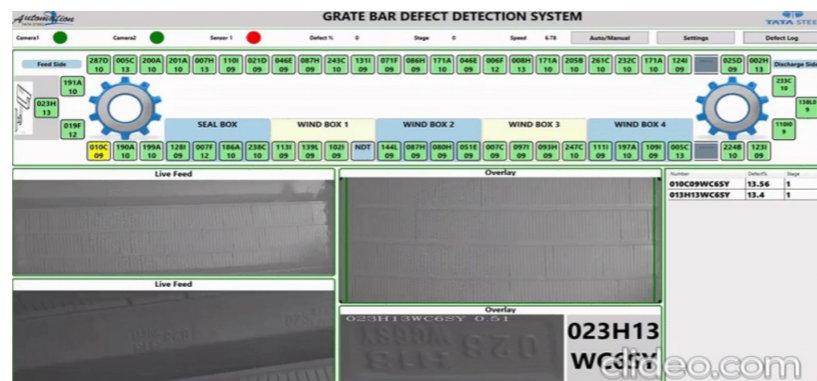 Automation
GRATE BAR DEFECT DETECTION SYSTEM
TATA STEEL
Camera1 Camera2 Sensor 1 Defect % 0 Stage 0 Speed 6.78 Auto/Manual Settings Defect Log
Feed Side 287D 005C 200A 201A 007H 110I 021D 046E 087H 243C 131I 071F 086H 171A 046E 006F 008H 171A 205B 261C 232C 171A 124I 025D 002H Discharge Side
10 13 10 10 13 09 09 09 09 10 09 09 09 10 09 12 13 10 10 10 10 10 09 09 13
191A
10
233C
10
023H
13
138L0
9
019F
12
110I0
9
SEAL BOX WIND BOX 1 WIND BOX 2 WIND BOX 3 WIND BOX 4
010C 190A 199A 128I 007F 186A 238C 113I 139L 102I NDT 144L 087H 080H 051E 007C 097I 093H 247C 111I 197A 109I 005C 224B 123I
09 10 10 09 12 10 10 09 09 09 09 09 09 09 09 09 09 10 09 10 09 13 10 09
Live Feed
Overlay
Number Defect% Stage
010C09WC6SY 13.56 1
013H13WC6SY 13.4 1
Live Feed
Overlay
023H13WC6SY 0.51
023H13
WC6SY
clideo.com